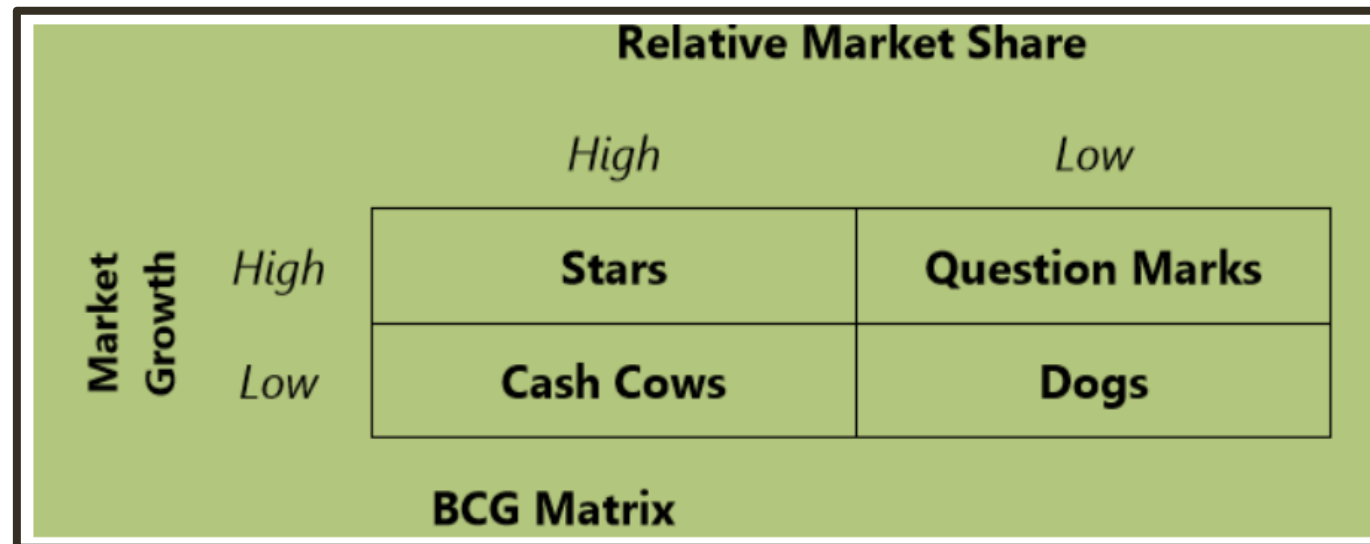 Relative Market Share
High Low
Market
Growth
High Stars Question Marks
Low Cash Cows Dogs
BCG Matrix